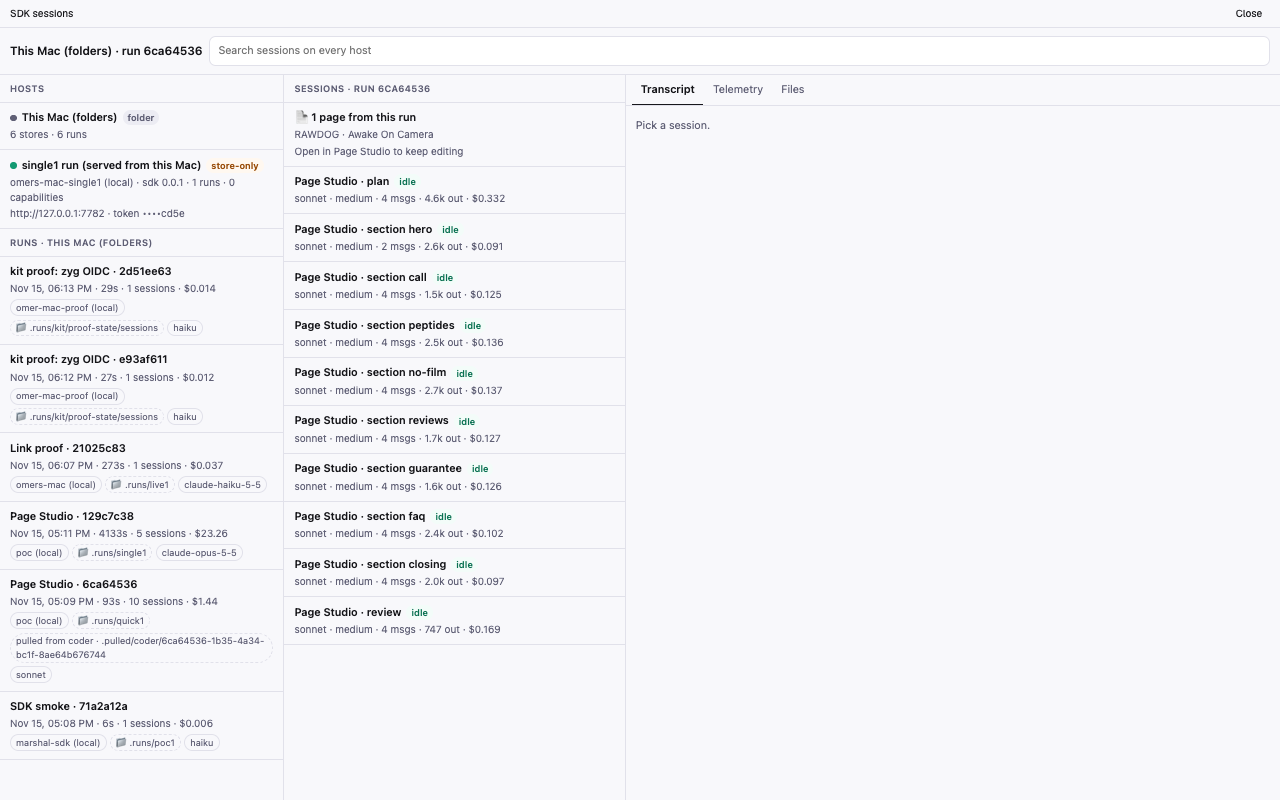 SDK sessions
Close
This Mac (folders) · run 6ca64536
Search sessions on every host
HOSTS
This Mac (folders) folder
6 stores · 6 runs
single1 run (served from this Mac) store-only
omers-mac-single1 (local) · sdk 0.0.1 · 1 runs · 0
capabilities
http://127.0.0.1:7782 · token ••••cd5e
RUNS · THIS MAC (FOLDERS)
kit proof: zyg OIDC · 2d51ee63
Nov 15, 06:13 PM · 29s · 1 sessions · $0.014
omer-mac-proof (local)
.runs/kit/proof-state/sessions haiku
kit proof: zyg OIDC · e93af611
Nov 15, 06:12 PM · 27s · 1 sessions · $0.012
omer-mac-proof (local)
.runs/kit/proof-state/sessions haiku
Link proof · 21025c83
Nov 15, 06:07 PM · 273s · 1 sessions · $0.037
omers-mac (local) .runs/live1 claude-haiku-5-5
Page Studio · 129c7c38
Nov 15, 05:11 PM · 4133s · 5 sessions · $23.26
poc (local) .runs/single1 claude-opus-5-5
Page Studio · 6ca64536
Nov 15, 05:09 PM · 93s · 10 sessions · $1.44
poc (local) .runs/quick1
pulled from coder · .pulled/coder/6ca64536-1b35-4a34-
bc1f-8ae64b676744
sonnet
SDK smoke · 71a2a12a
Nov 15, 05:08 PM · 6s · 1 sessions · $0.006
marshal-sdk (local) .runs/poc1 haiku
SESSIONS · RUN 6CA64536
1 page from this run
RAWDOG · Awake On Camera
Open in Page Studio to keep editing
Page Studio · plan idle
sonnet · medium · 4 msgs · 4.6k out · $0.332
Page Studio · section hero idle
sonnet · medium · 2 msgs · 2.6k out · $0.091
Page Studio · section call idle
sonnet · medium · 4 msgs · 1.5k out · $0.125
Page Studio · section peptides idle
sonnet · medium · 4 msgs · 2.5k out · $0.136
Page Studio · section no-film idle
sonnet · medium · 4 msgs · 2.7k out · $0.137
Page Studio · section reviews idle
sonnet · medium · 4 msgs · 1.7k out · $0.127
Page Studio · section guarantee idle
sonnet · medium · 4 msgs · 1.6k out · $0.126
Page Studio · section faq idle
sonnet · medium · 4 msgs · 2.4k out · $0.102
Page Studio · section closing idle
sonnet · medium · 4 msgs · 2.0k out · $0.097
Page Studio · review idle
sonnet · medium · 4 msgs · 747 out · $0.169
Transcript Telemetry Files
Pick a session.